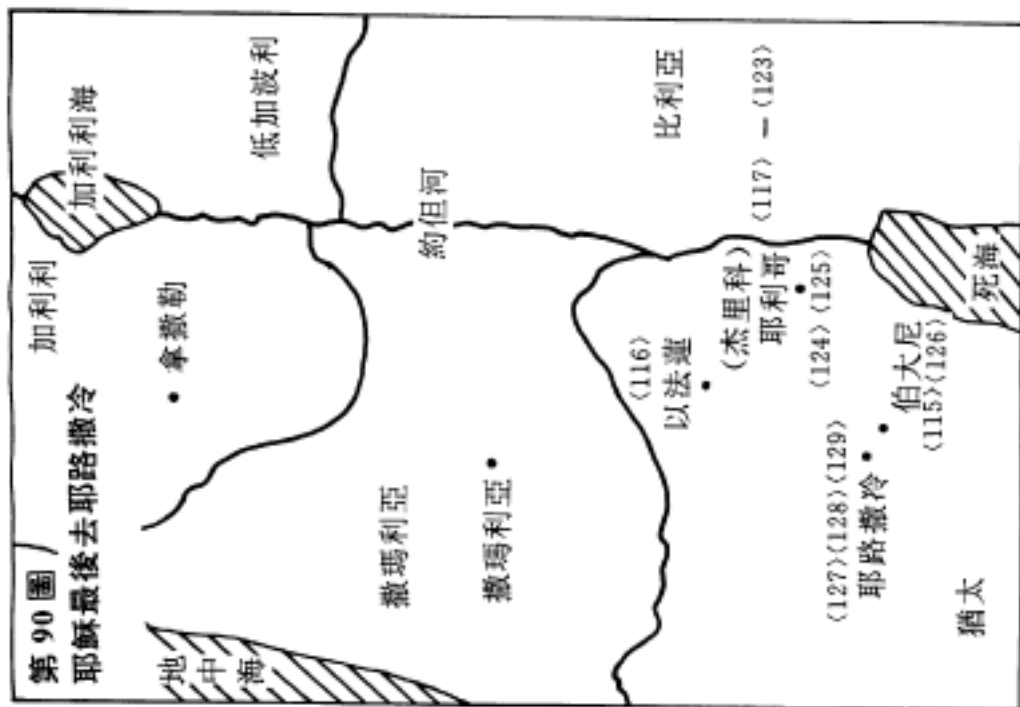 第 90 圖
耶穌最後去耶路撒冷
地中海
加利利
拿撒勒
加利利海
低加波利
撒瑪利亞
撒瑪利亞
約但河
比利亞
〈117〉—〈123〉
〈116〉
以法蓮
(杰里科)
耶利哥
〈124〉〈125〉
〈127〉〈128〉〈129〉
耶路撒冷
伯大尼
〈115〉〈126〉
死海
猶太